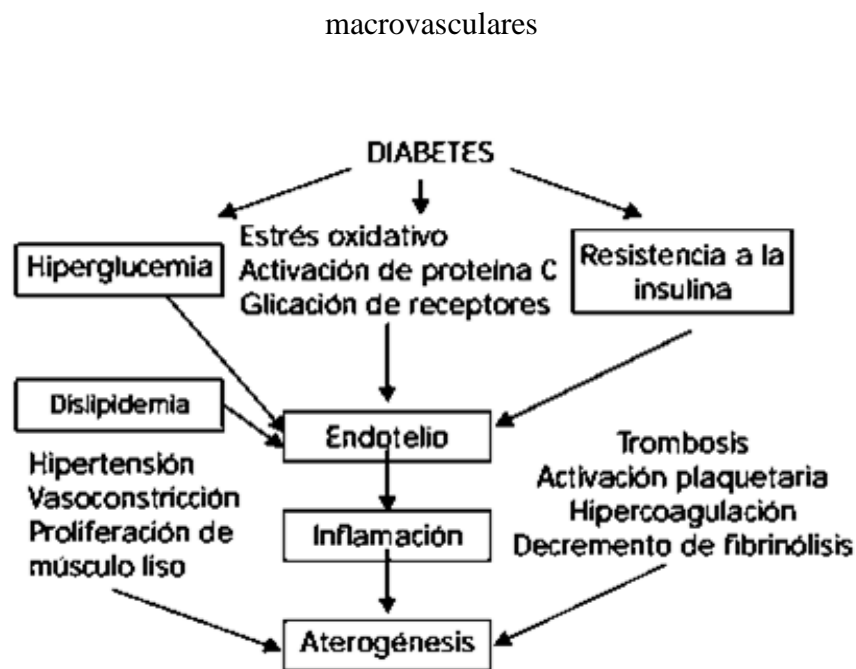 macrovasculares
DIABETES
Hiperglucemia
Estrés oxidativo
Activación de proteína C
Glicación de receptores
Resistencia a la
insulina
Dislipidemia
Hipertensión
Vasoconstricción
Proliferación de
músculo liso
Endotelio
Inflamación
Trombosis
Activación plaquetaria
Hipercoagulación
Decremento de fibrinólisis
Aterogénesis